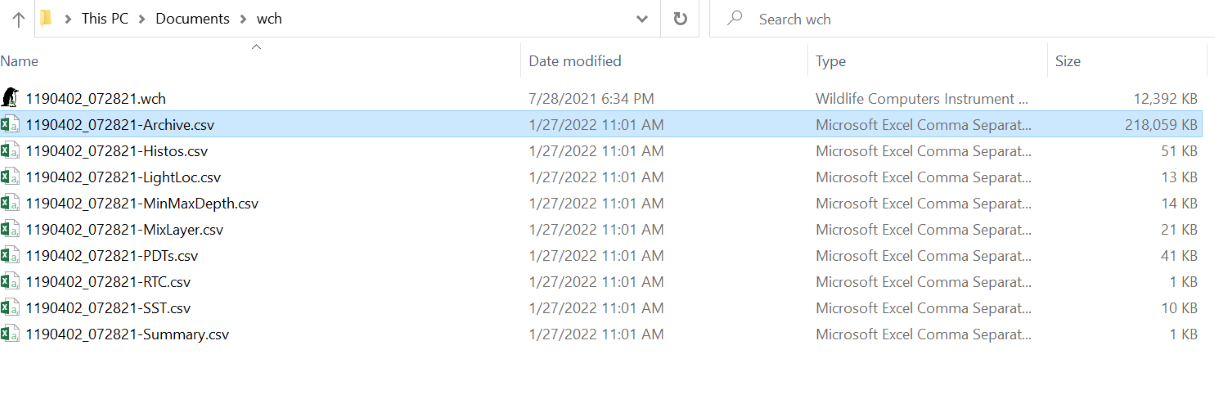 This PC > Documents > wch Search wch
Name Date modified Type Size
1190402_072821.wch 7/28/2021 6:34 PM Wildlife Computers Instrument ... 12,392 KB
1190402_072821-Archive.csv 1/27/2022 11:01 AM Microsoft Excel Comma Separat... 218,059 KB
1190402_072821-Histos.csv 1/27/2022 11:01 AM Microsoft Excel Comma Separat... 51 KB
1190402_072821-LightLoc.csv 1/27/2022 11:01 AM Microsoft Excel Comma Separat... 13 KB
1190402_072821-MinMaxDepth.csv 1/27/2022 11:01 AM Microsoft Excel Comma Separat... 14 KB
1190402_072821-MixLayer.csv 1/27/2022 11:01 AM Microsoft Excel Comma Separat... 21 KB
1190402_072821-PDTs.csv 1/27/2022 11:01 AM Microsoft Excel Comma Separat... 41 KB
1190402_072821-RTC.csv 1/27/2022 11:01 AM Microsoft Excel Comma Separat... 1 KB
1190402_072821-SST.csv 1/27/2022 11:01 AM Microsoft Excel Comma Separat... 10 KB
1190402_072821-Summary.csv 1/27/2022 11:01 AM Microsoft Excel Comma Separat... 1 KB